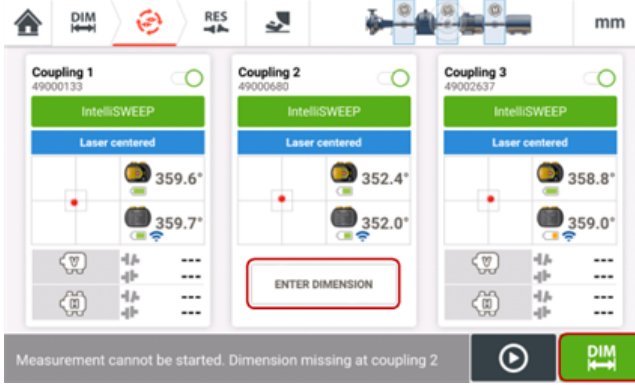 DIM
RES
mm
Coupling 1
49000133
IntelliSWEEP
Laser centered
359.6°
359.7°
V
---
---
H
---
---
Coupling 2
49000680
IntelliSWEEP
Laser centered
352.4°
352.0°
ENTER DIMENSION
Coupling 3
49002637
IntelliSWEEP
Laser centered
358.8°
359.0°
V
---
---
H
---
---
Measurement cannot be started. Dimension missing at coupling 2
DIM